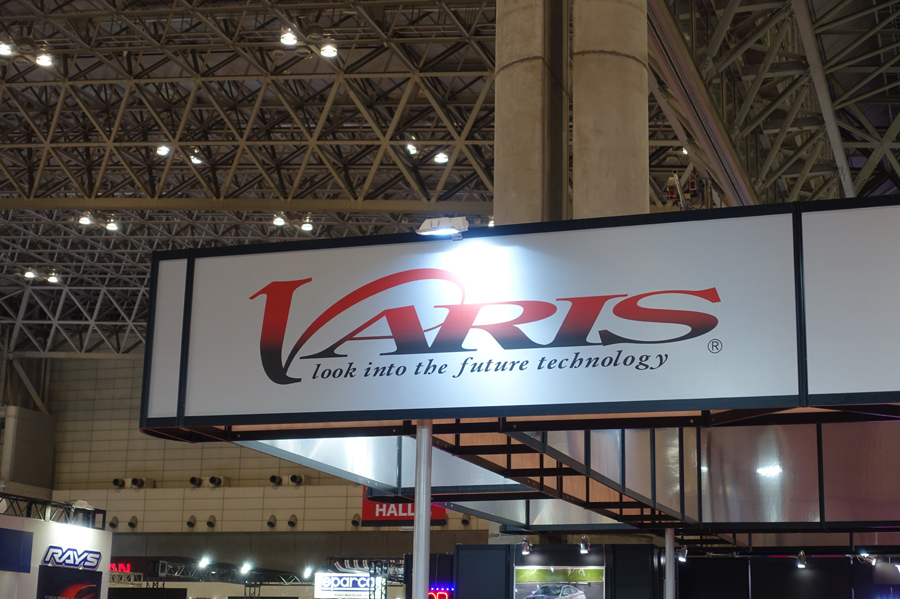 VARIS
®
look into the future technology
HALL
RAYS
sparco